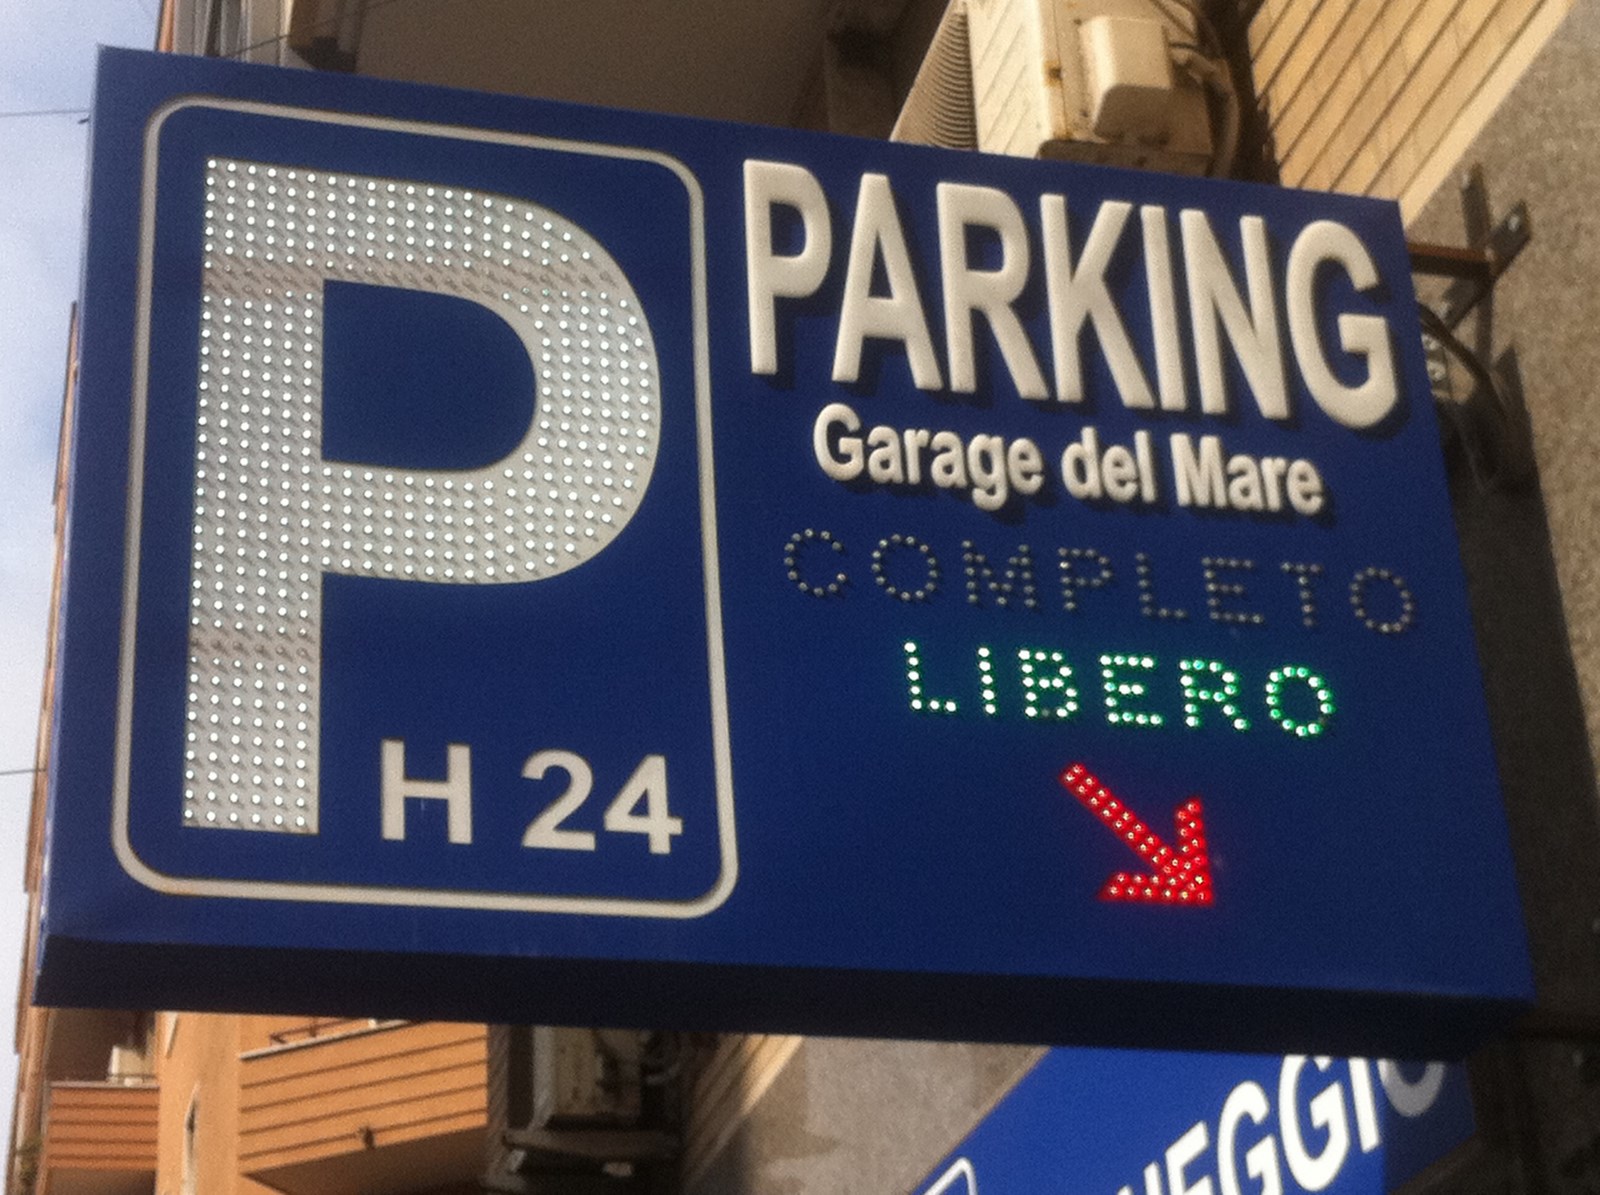 P
H 24
PARKING
Garage del Mare
COMPLETO
LIBERO